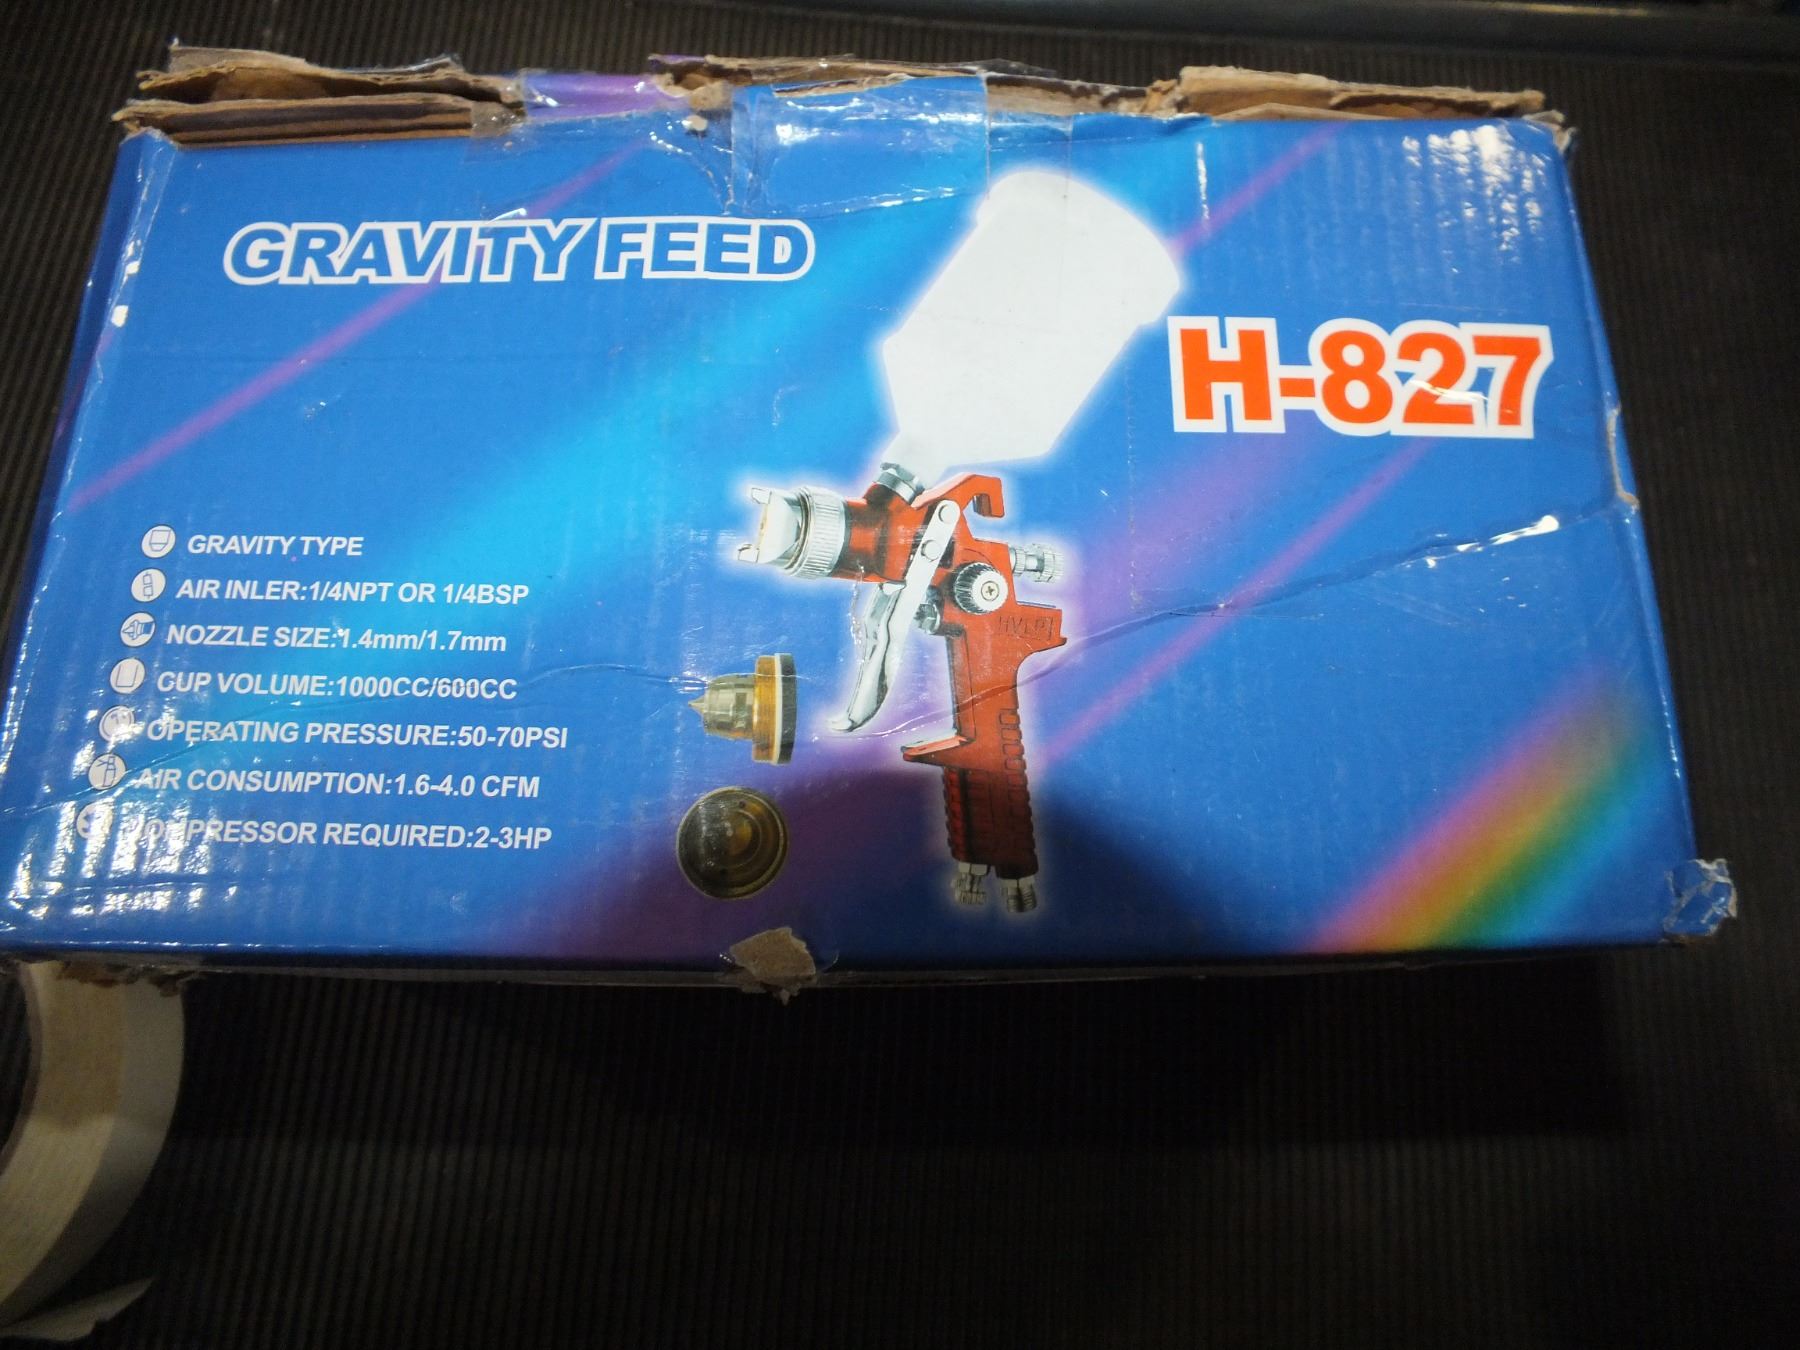 GRAVITY FEED
H-827
GRAVITY TYPE
AIR INLER:1/4NPT OR 1/4BSP
NOZZLE SIZE:1.4mm/1.7mm
CUP VOLUME:1000CC/600CC
OPERATING PRESSURE:50-70PSI
AIR CONSUMPTION:1.6-4.0 CFM
COMPRESSOR REQUIRED:2-3HP